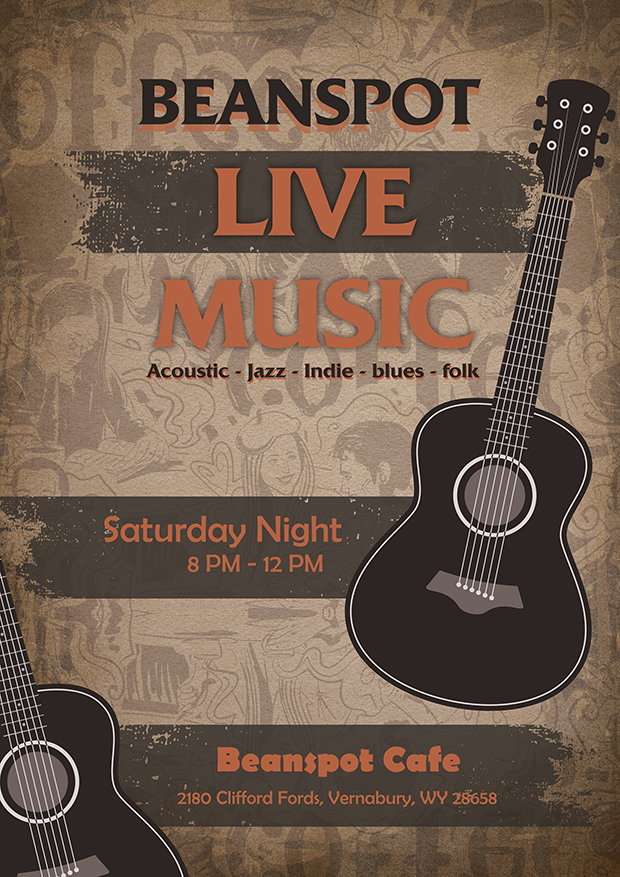 BEANSPOT
LIVE
MUSIC
Acoustic - Jazz - Indie - blues - folk
Saturday Night
8 PM - 12 PM
Beanspot Cafe
2180 Clifford Fords, Vernabury, WY 28658